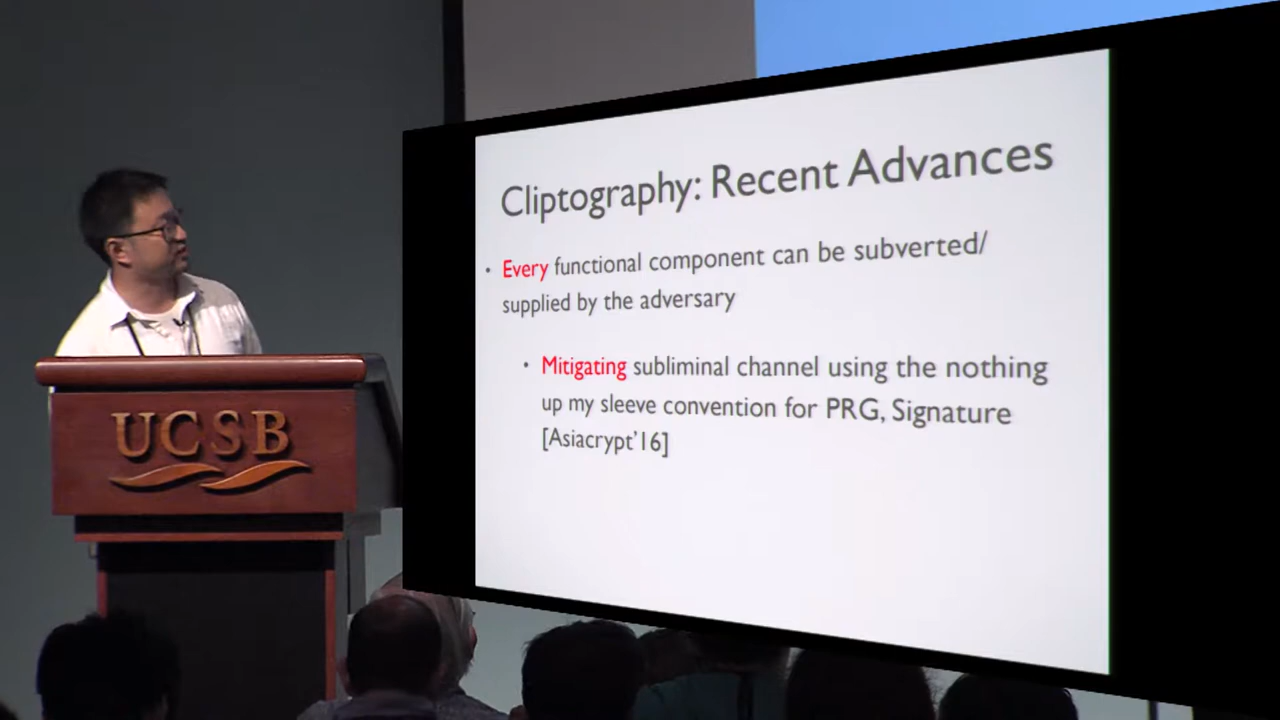 UCSB
Cliptography: Recent Advances
• Every functional component can be subverted/
supplied by the adversary
• Mitigating subliminal channel using the nothing
up my sleeve convention for PRG, Signature
[Asiacrypt'16]